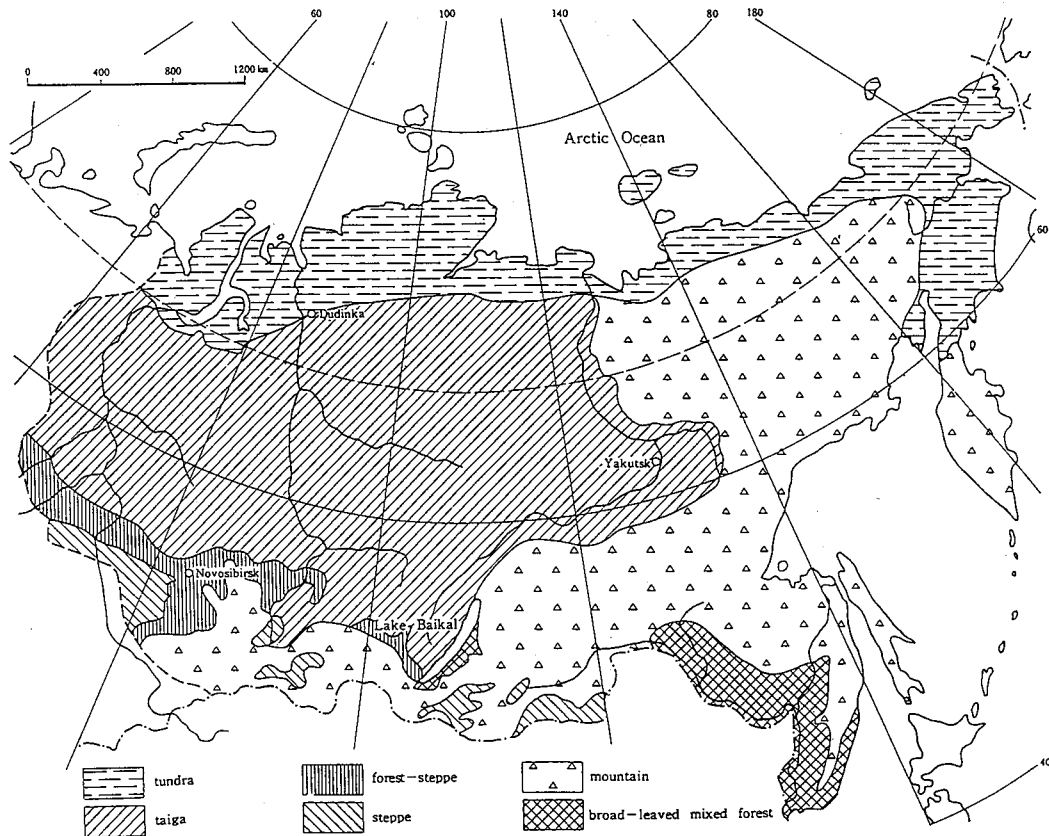 60
100
140
80
180
0
400
800
1200 km
Arctic Ocean
60
Dudinka
Yakutsk
Novosibirsk
Lake Baikal
40
tundra
forest-steppe
mountain
taiga
steppe
broad-leaved mixed forest